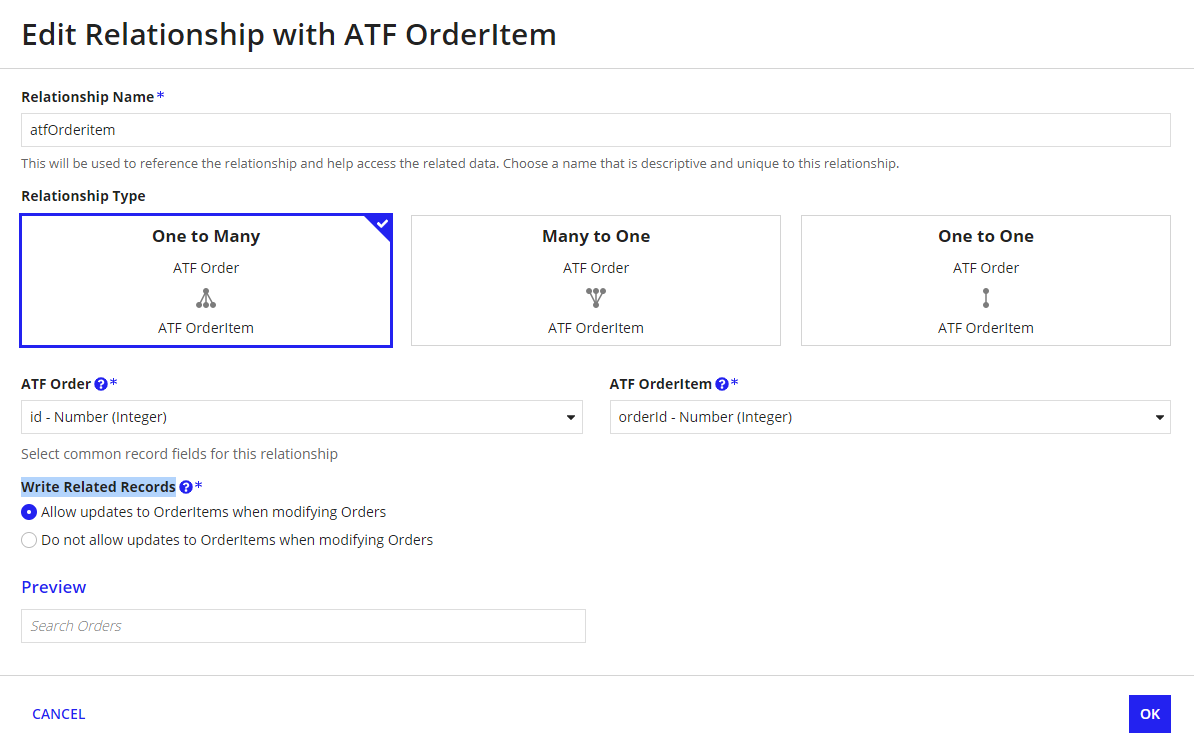 Edit Relationship with ATF OrderItem
Relationship Name*
atfOrderitem
This will be used to reference the relationship and help access the related data. Choose a name that is descriptive and unique to this relationship.
Relationship Type
One to Many
ATF Order
ATF OrderItem
Many to One
ATF Order
ATF OrderItem
One to One
ATF Order
ATF OrderItem
ATF Order ?*
id - Number (Integer)
Select common record fields for this relationship
ATF OrderItem ?*
orderId - Number (Integer)
Write Related Records ?*
Allow updates to OrderItems when modifying Orders
Do not allow updates to OrderItems when modifying Orders
Preview
Search Orders
CANCEL
OK